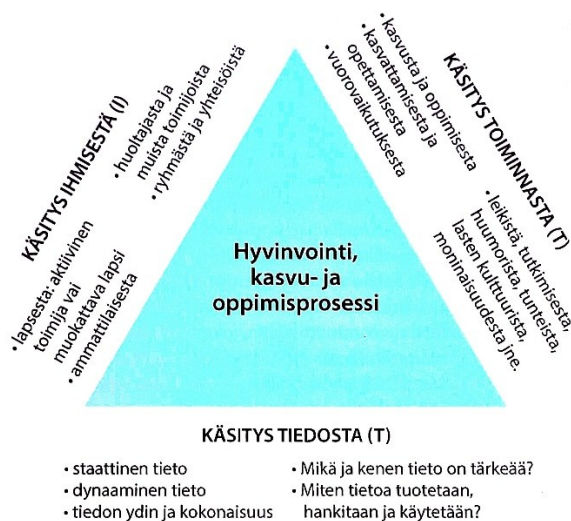 KÄSITYS IHMISESTÄ (I)
• lapsesta: aktiivinen
toimija vai
muokattava lapsi
• ammattilaisesta
• huoltajasta ja
muista toimijoista
• ryhmästä ja yhteisöistä
KÄSITYS TOIMINNASTA (T)
• kasvusta ja oppimisesta
• kasvattamisesta ja
opettamisesta
• vuorovaikutuksesta
• leikistä, tutkimisesta,
huumorista, tunteista,
lasten kulttuurista,
moninaisuudesta jne.
Hyvinvointi,
kasvu- ja
oppimisprosessi
KÄSITYS TIEDOSTA (T)
• staattinen tieto
• dynaaminen tieto
• tiedon ydin ja kokonaisuus
• Mikä ja kenen tieto on tärkeää?
• Miten tietoa tuotetaan,
hankitaan ja käytetään?